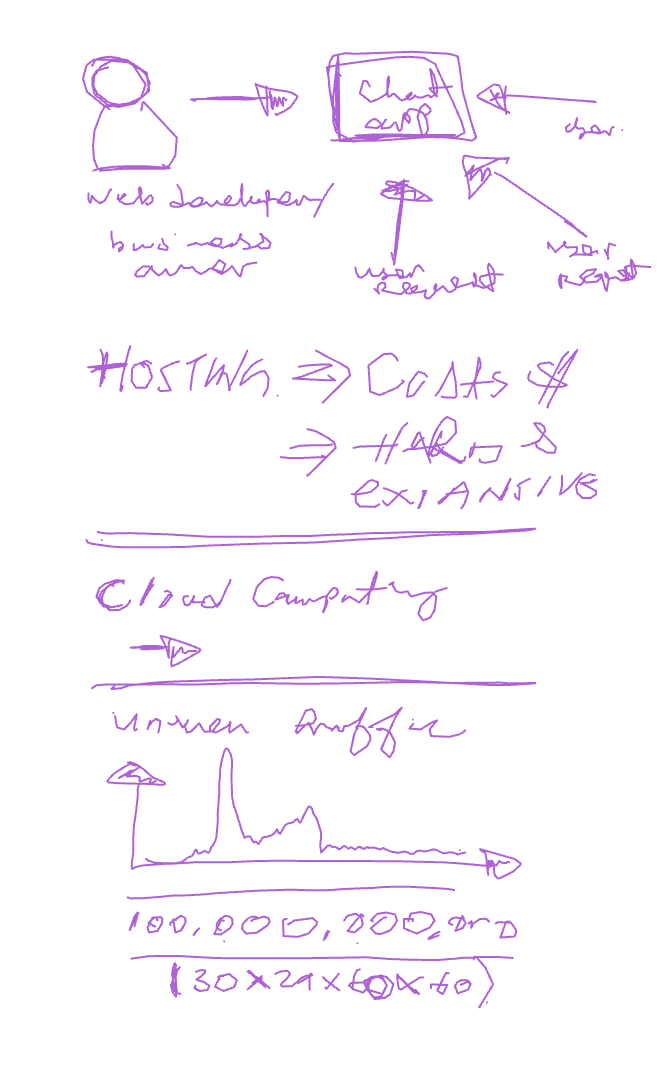 Chat
app
user.
web developer/
business
owner
user
request
user
request
HOSTING ⇒ Costs $
⇒ HARD &
EXPANSIVE
Cloud Computing
uneven traffic
100,000,000,000
(30×24×60×60)